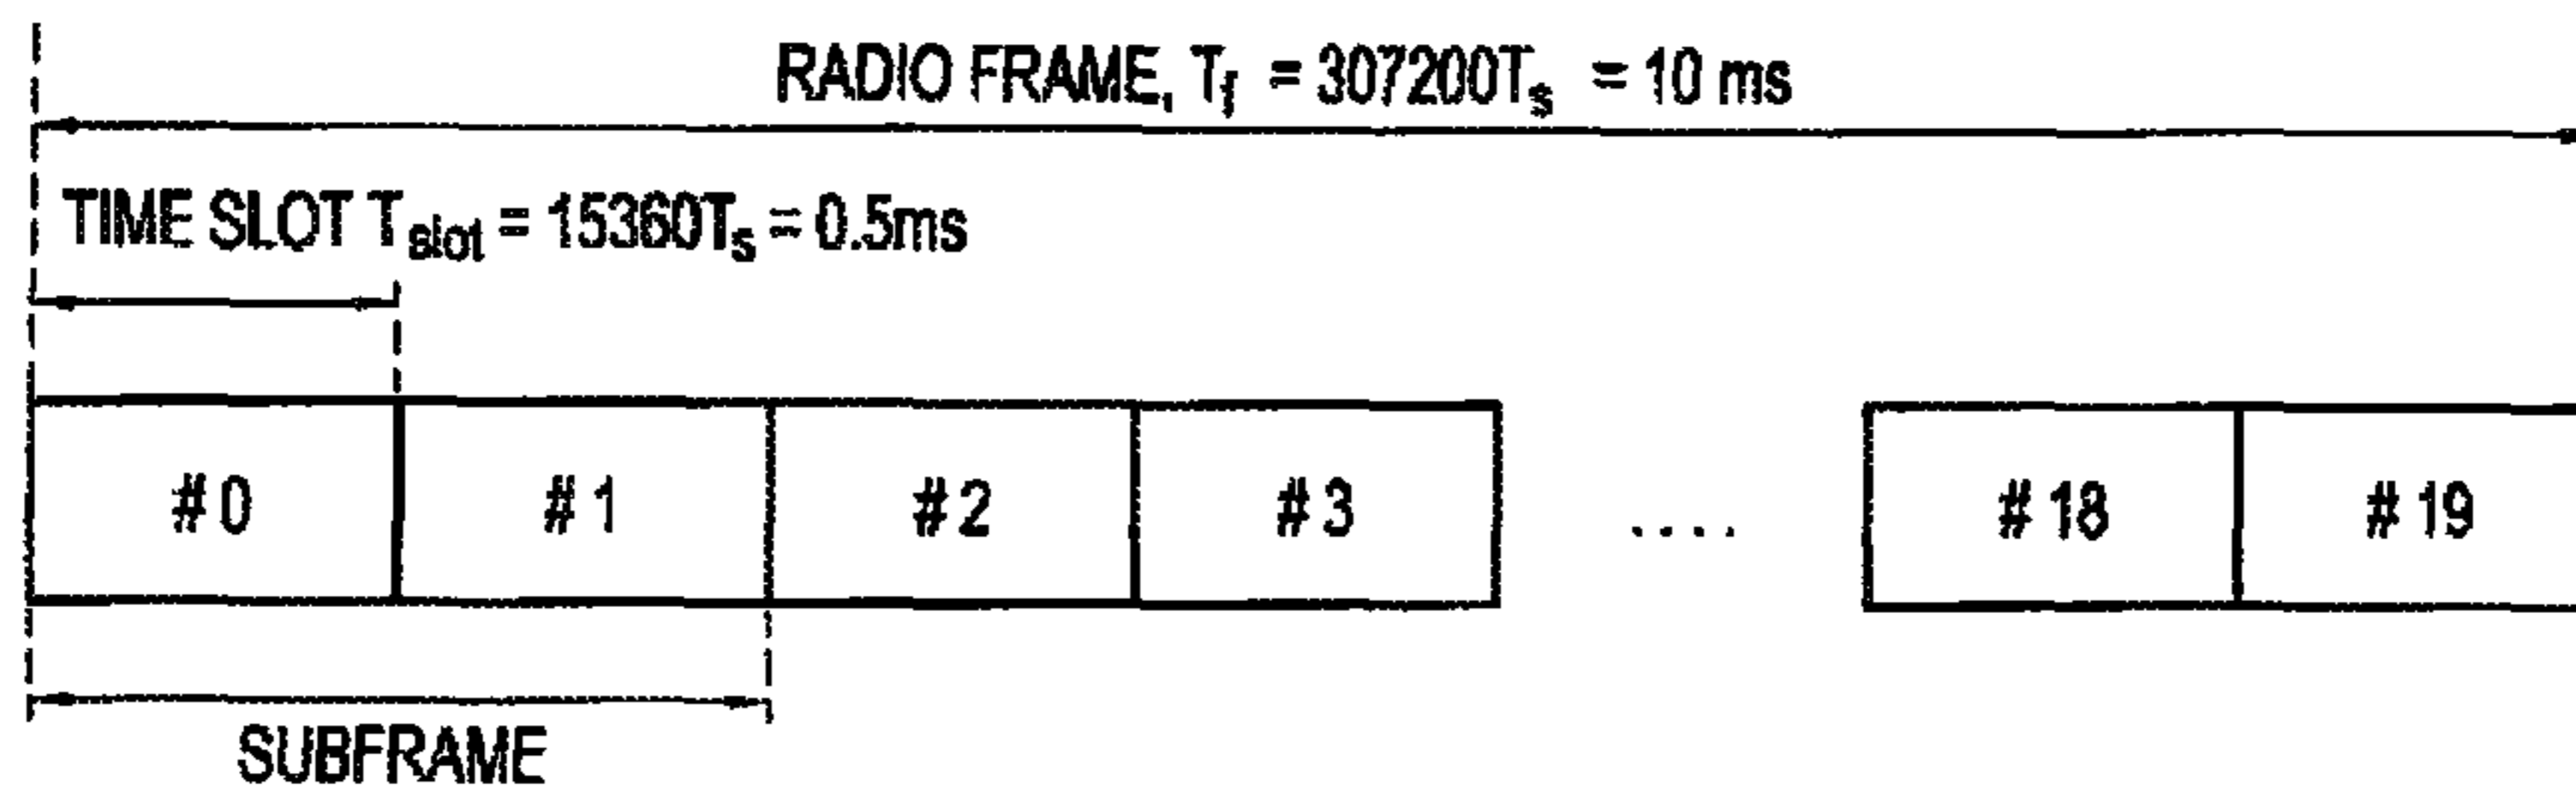 RADIO FRAME, Tf = 307200Ts = 10 ms
TIME SLOT Tslot = 15360Ts = 0.5ms
#0 #1 #2 #3 .... #18 #19
SUBFRAME